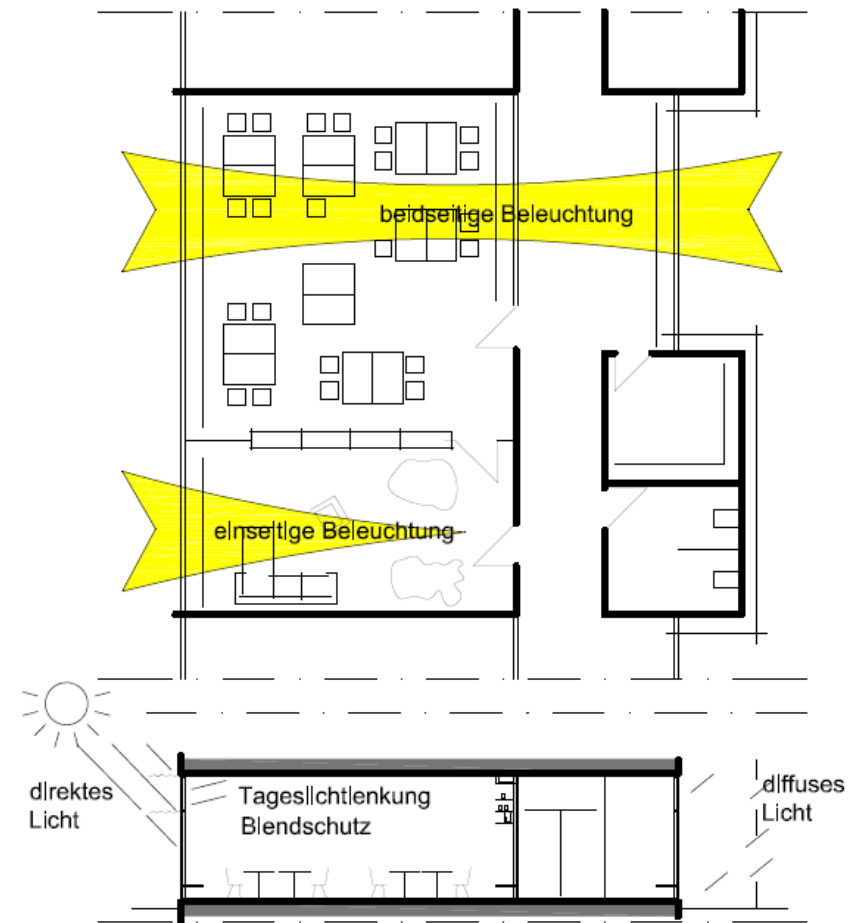 beidseitige Beleuchtung
einseitige Beleuchtung
direktes
Licht
Tageslichtlenkung
Blendschutz
diffuses
Licht